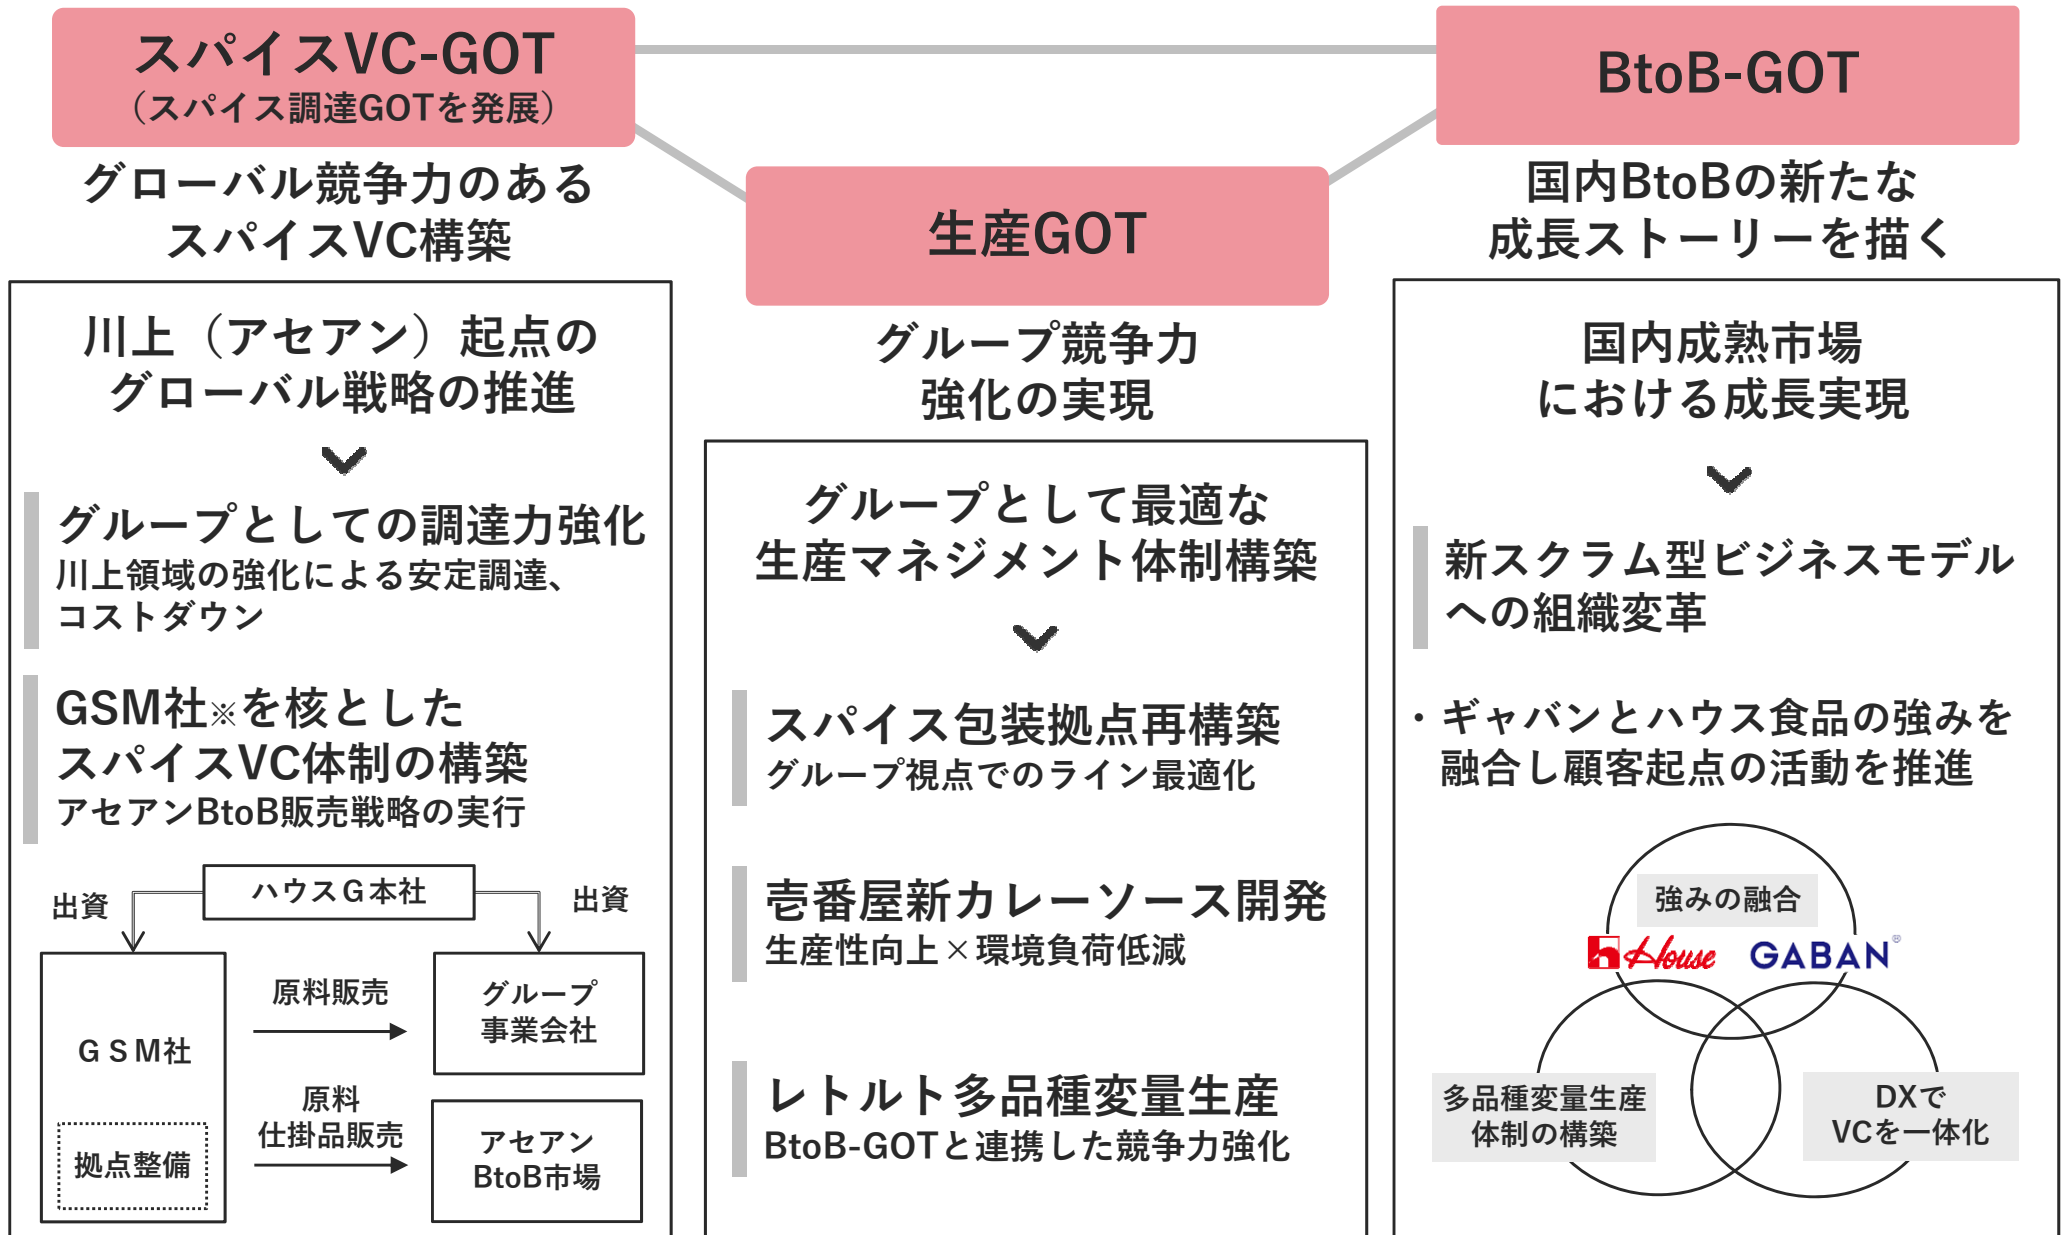 スパイスVC-GOT
（スパイス調達GOTを発展）
グローバル競争力のある
スパイスVC構築
川上（アセアン）起点の
グローバル戦略の推進
グループとしての調達力強化
川上領域の強化による安定調達、
コストダウン
GSM社※を核とした
スパイスVC体制の構築
アセアンBtoB販売戦略の実行
ハウスＧ本社
出資
出資
ＧＳＭ社
拠点整備
原料販売
グループ
事業会社
原料
仕掛品販売
アセアン
BtoB市場
生産GOT
グループ競争力
強化の実現
グループとして最適な
生産マネジメント体制構築
スパイス包装拠点再構築
グループ視点でのライン最適化
壱番屋新カレーソース開発
生産性向上×環境負荷低減
レトルト多品種変量生産
BtoB-GOTと連携した競争力強化
BtoB-GOT
国内BtoBの新たな
成長ストーリーを描く
国内成熟市場
における成長実現
新スクラム型ビジネスモデル
への組織変革
・ギャバンとハウス食品の強みを
融合し顧客起点の活動を推進
強みの融合
House GABAN®
多品種変量生産
体制の構築
DXで
VCを一体化